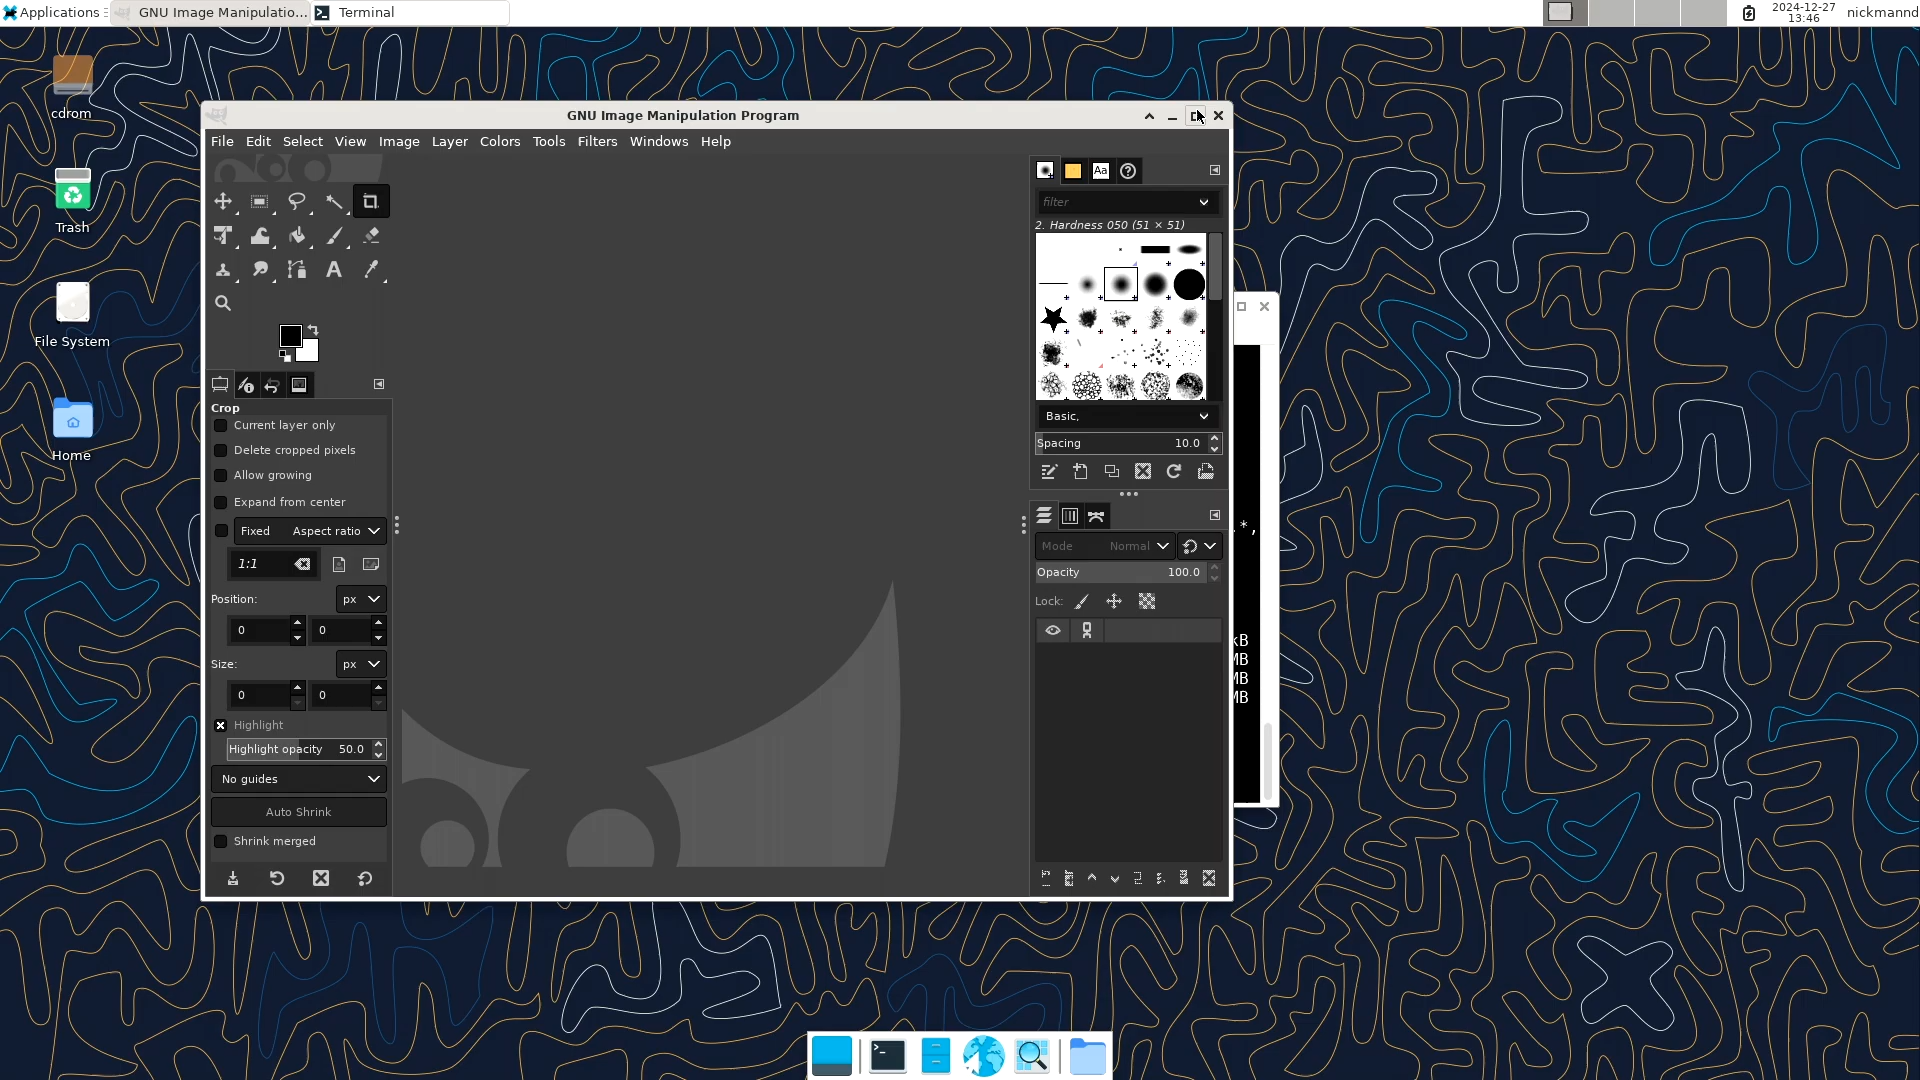 Applications
GNU Image Manipulatio...
Terminal
2024-12-27
13:46
nickmannd
cdrom
Trash
File System
Home
GNU Image Manipulation Program
File Edit Select View Image Layer Colors Tools Filters Windows Help
Aa
filter
2. Hardness 050 (51 × 51)
A
Basic,
Spacing 10.0
Crop
Current layer only
Delete cropped pixels
Allow growing
Expand from center
Fixed Aspect ratio
1:1
Position: px
0 0
Size: px
0 0
Highlight
Highlight opacity 50.0
No guides
Auto Shrink
Shrink merged
Mode Normal
Opacity 100.0
Lock:
*,
kB
MB
MB
MB